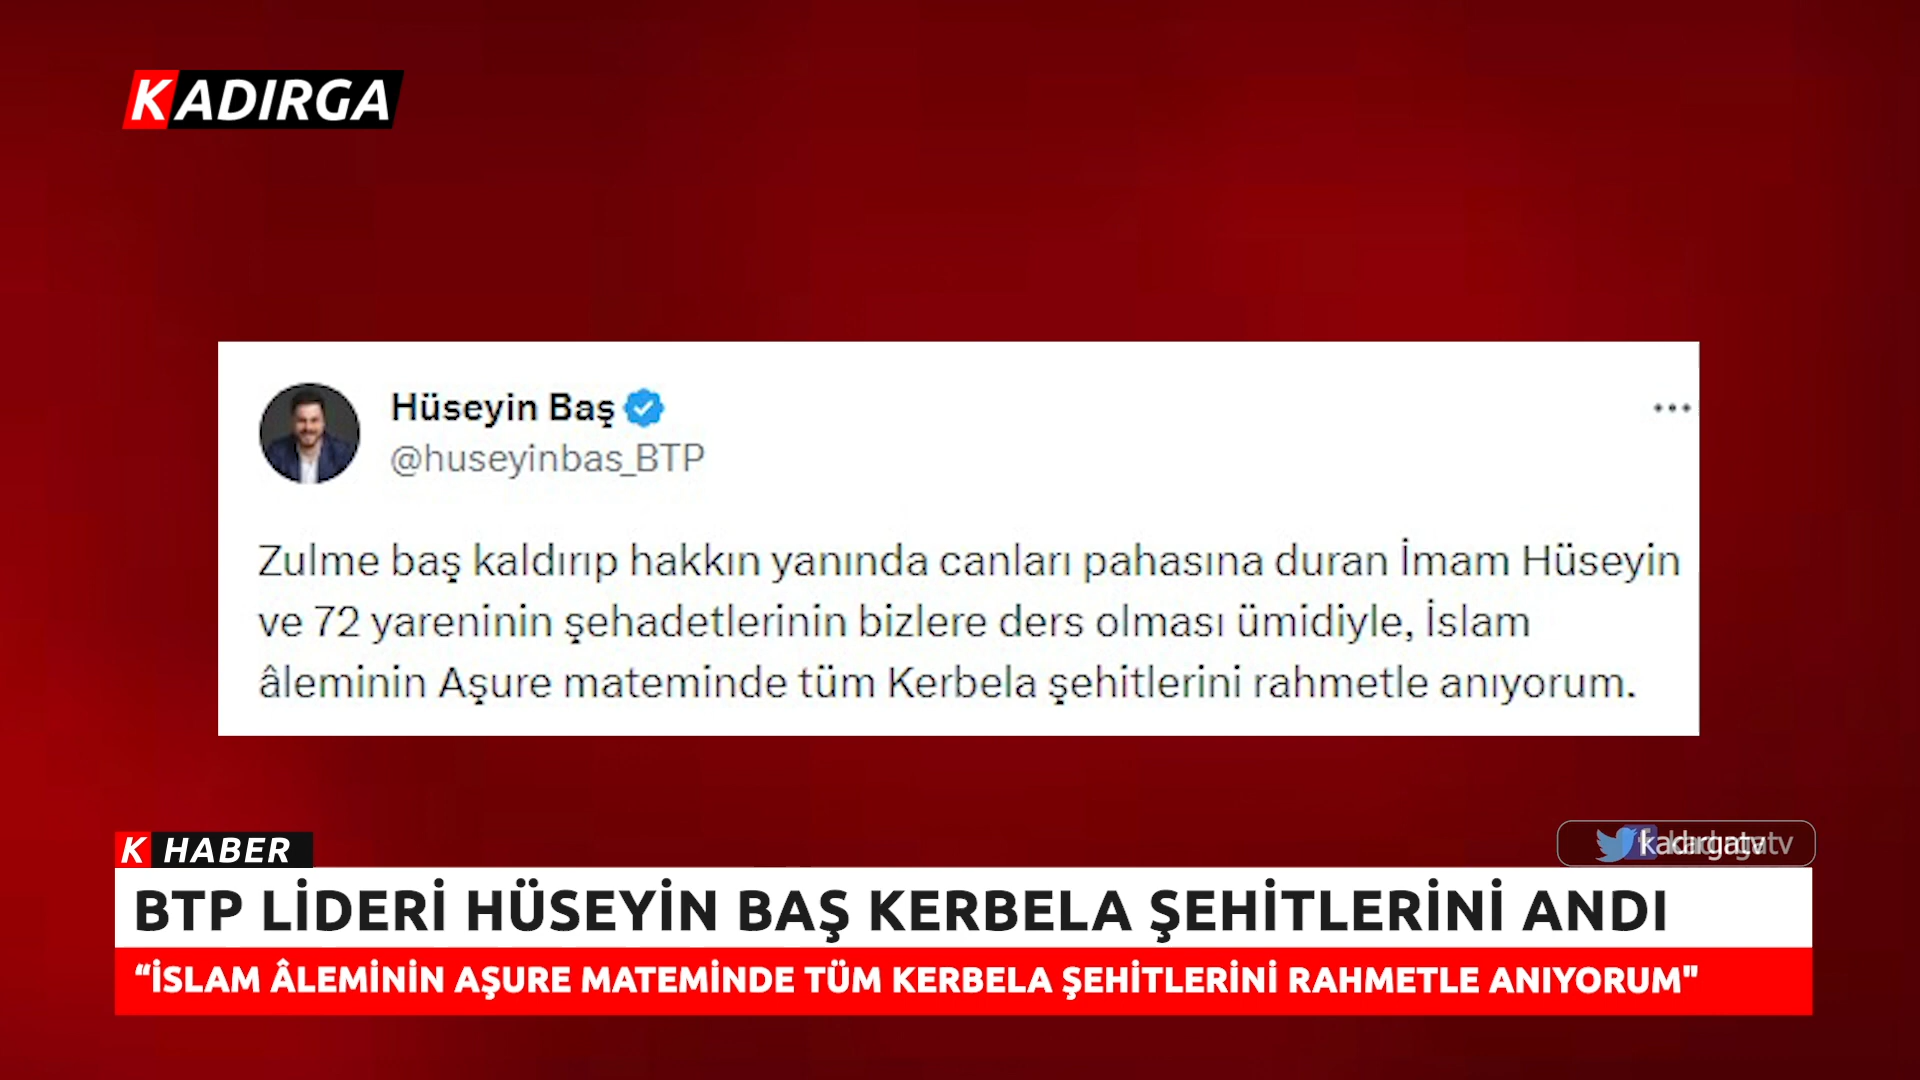 KADIRGA
Hüseyin Baş
@huseyinbas_BTP
Zulme baş kaldırıp hakkın yanında canları pahasına duran İmam Hüseyin
ve 72 yareninin şehadetlerinin bizlere ders olması ümidiyle, İslam
âleminin Aşure mateminde tüm Kerbela şehitlerini rahmetle anıyorum.
K HABER
BTP LİDERİ HÜSEYİN BAŞ KERBELA ŞEHİTLERİNİ ANDI
“İSLAM ÂLEMİNİN AŞURE MATEMİNDE TÜM KERBELA ŞEHİTLERİNİ RAHMETLE ANIYORUM"